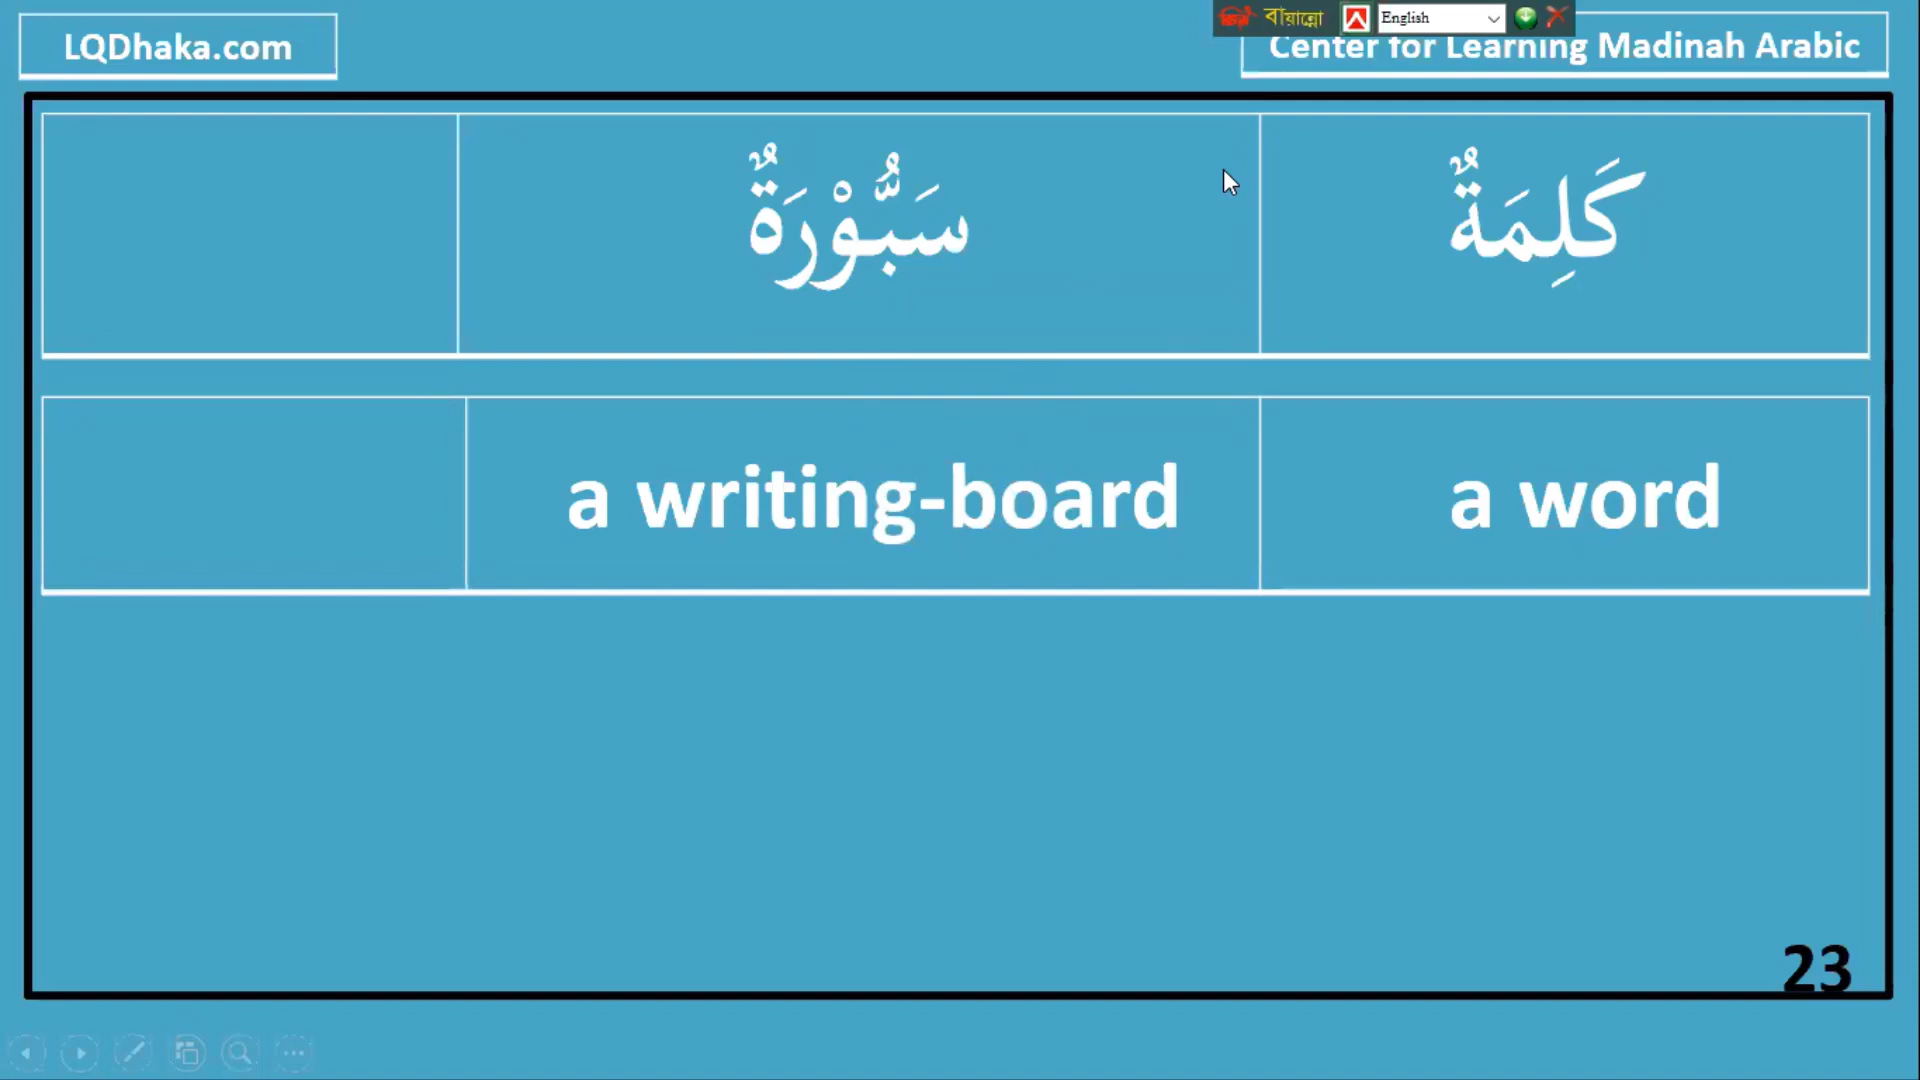 LQDhaka.com
বায়ান্নো
English
Center for Learning Madinah Arabic
كَلِمَةٌ
سَبُّوْرَةٌ
a writing-board
a word
23